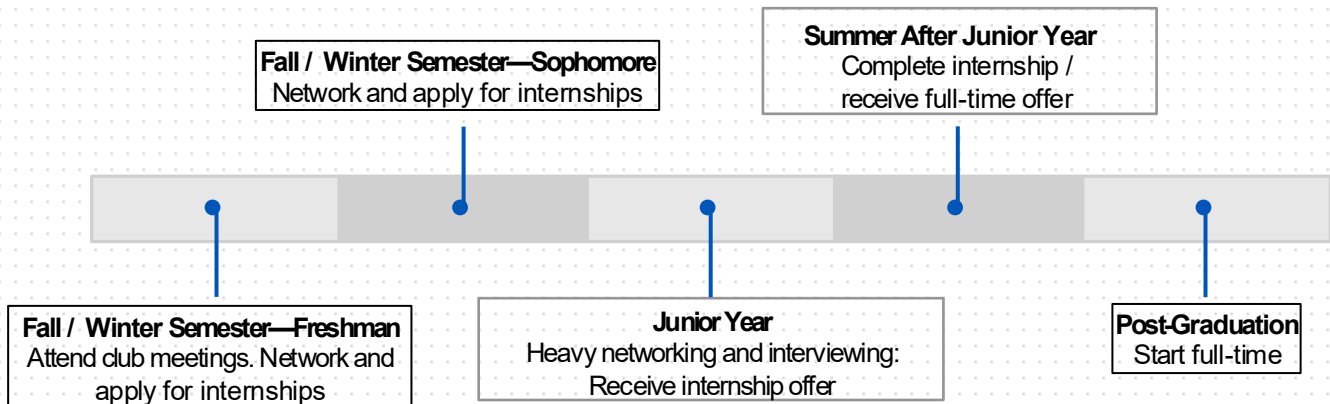 Fall / Winter Semester—Freshman
Attend club meetings. Network and
apply for internships
Fall / Winter Semester—Sophomore
Network and apply for internships
Junior Year
Heavy networking and interviewing:
Receive internship offer
Summer After Junior Year
Complete internship /
receive full-time offer
Post-Graduation
Start full-time